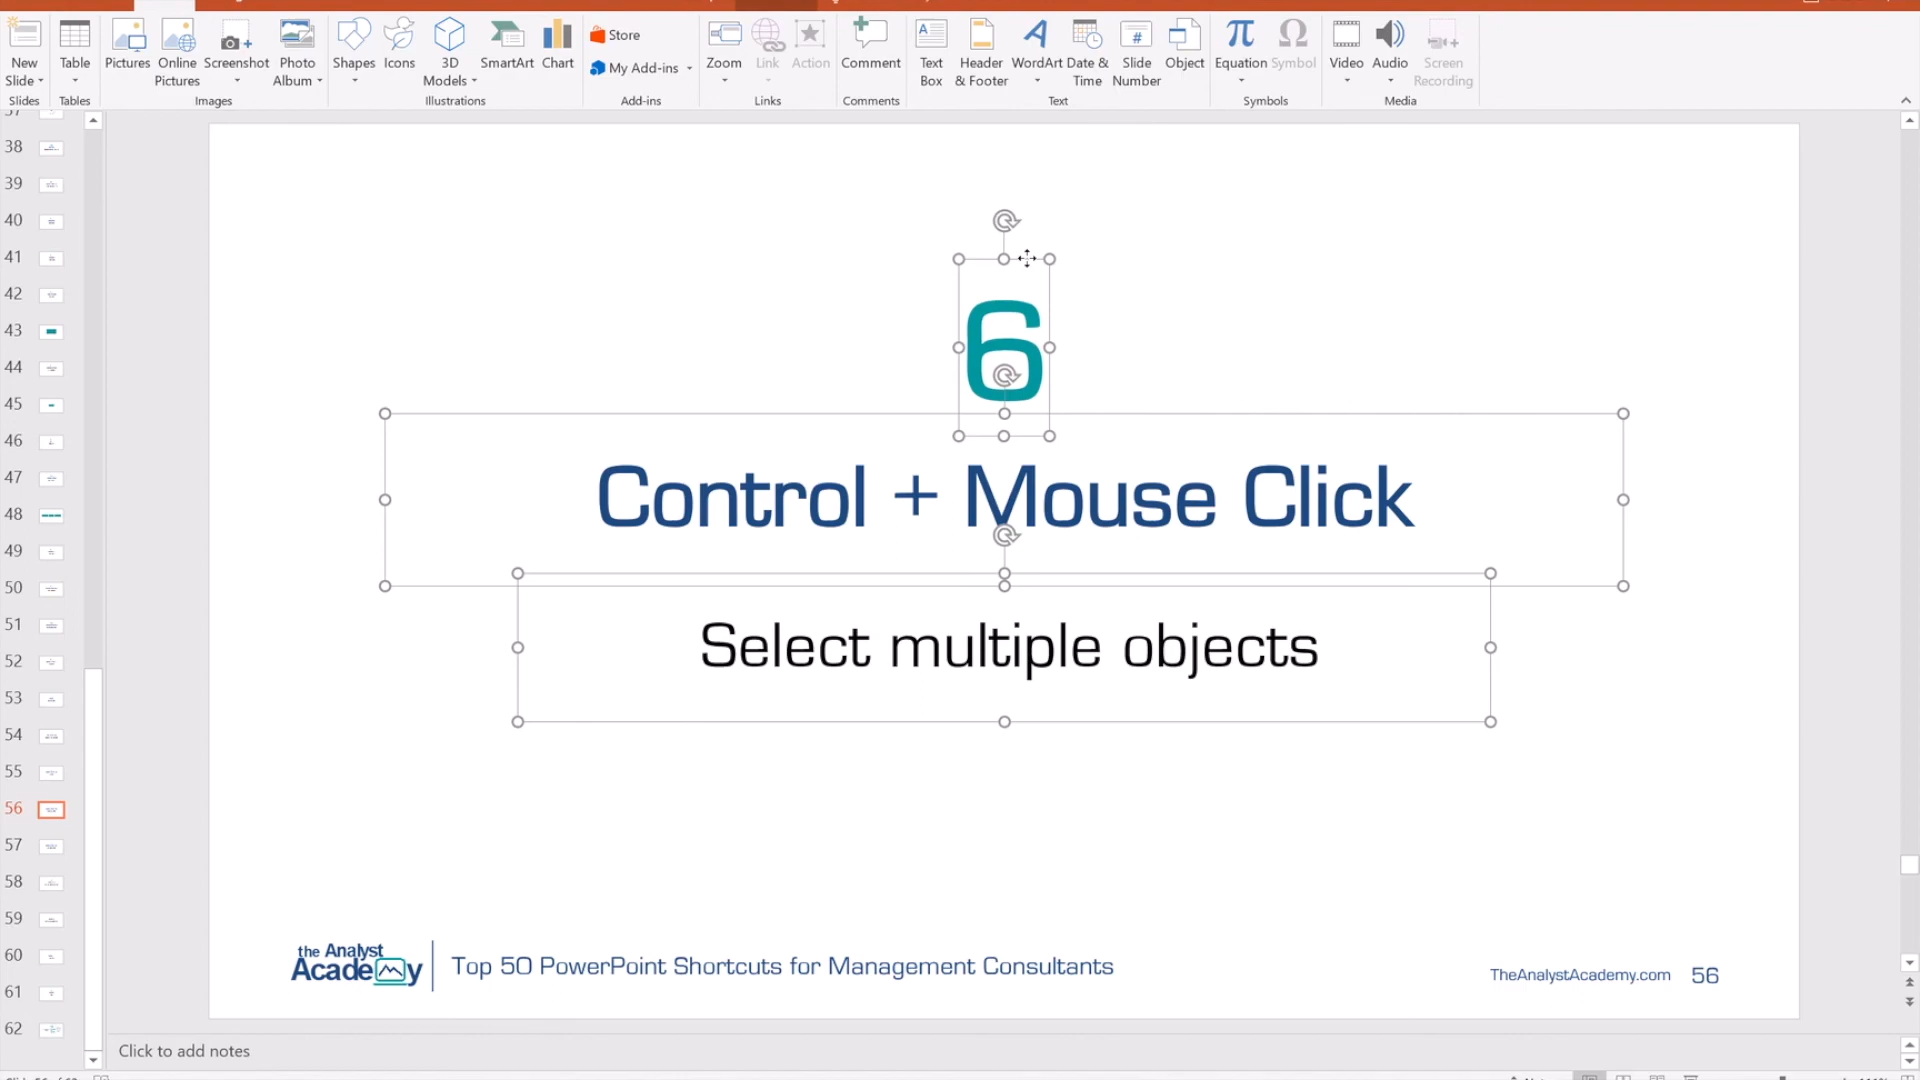 New
Slide
Table
Pictures
Online
Pictures
Screenshot
Photo
Album
Shapes
Icons
3D
Models
SmartArt
Chart
Store
My Add-ins
Zoom
Link
Action
Comment
Text
Box
Header
& Footer
WordArt
Date &
Time
Slide
Number
Object
Equation
Symbol
Video
Audio
Screen
Recording
Slides
Tables
Images
Illustrations
Add-ins
Links
Comments
Text
Symbols
Media
38
39
40
41
42
43
44
45
46
47
48
49
50
51
52
53
54
55
56
57
58
59
60
61
62
6
Control + Mouse Click
Select multiple objects
the Analyst
Academy
Top 50 PowerPoint Shortcuts for Management Consultants
TheAnalystAcademy.com 56
Click to add notes